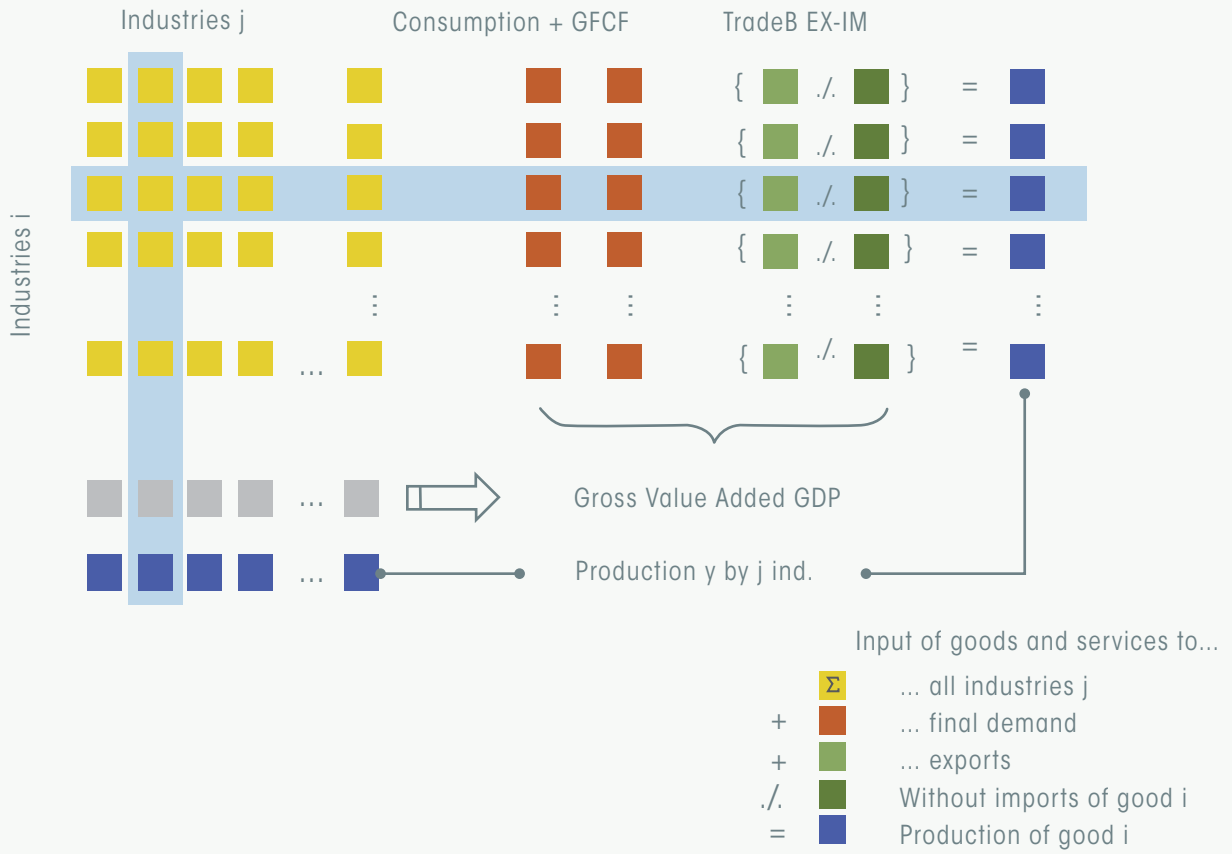 Industries j
Consumption + GFCF
TradeB EX-IM
{ ./. } =
{ ./. } =
Industries i
{ ./. } =
{ ./. } =
⋮ ⋮ ⋮ ⋮ ⋮ ⋮
... { ./. } =
... Gross Value Added GDP
... Production y by j ind.
Input of goods and services to...
Σ ... all industries j
+ ... final demand
+ ... exports
./. Without imports of good i
= Production of good i